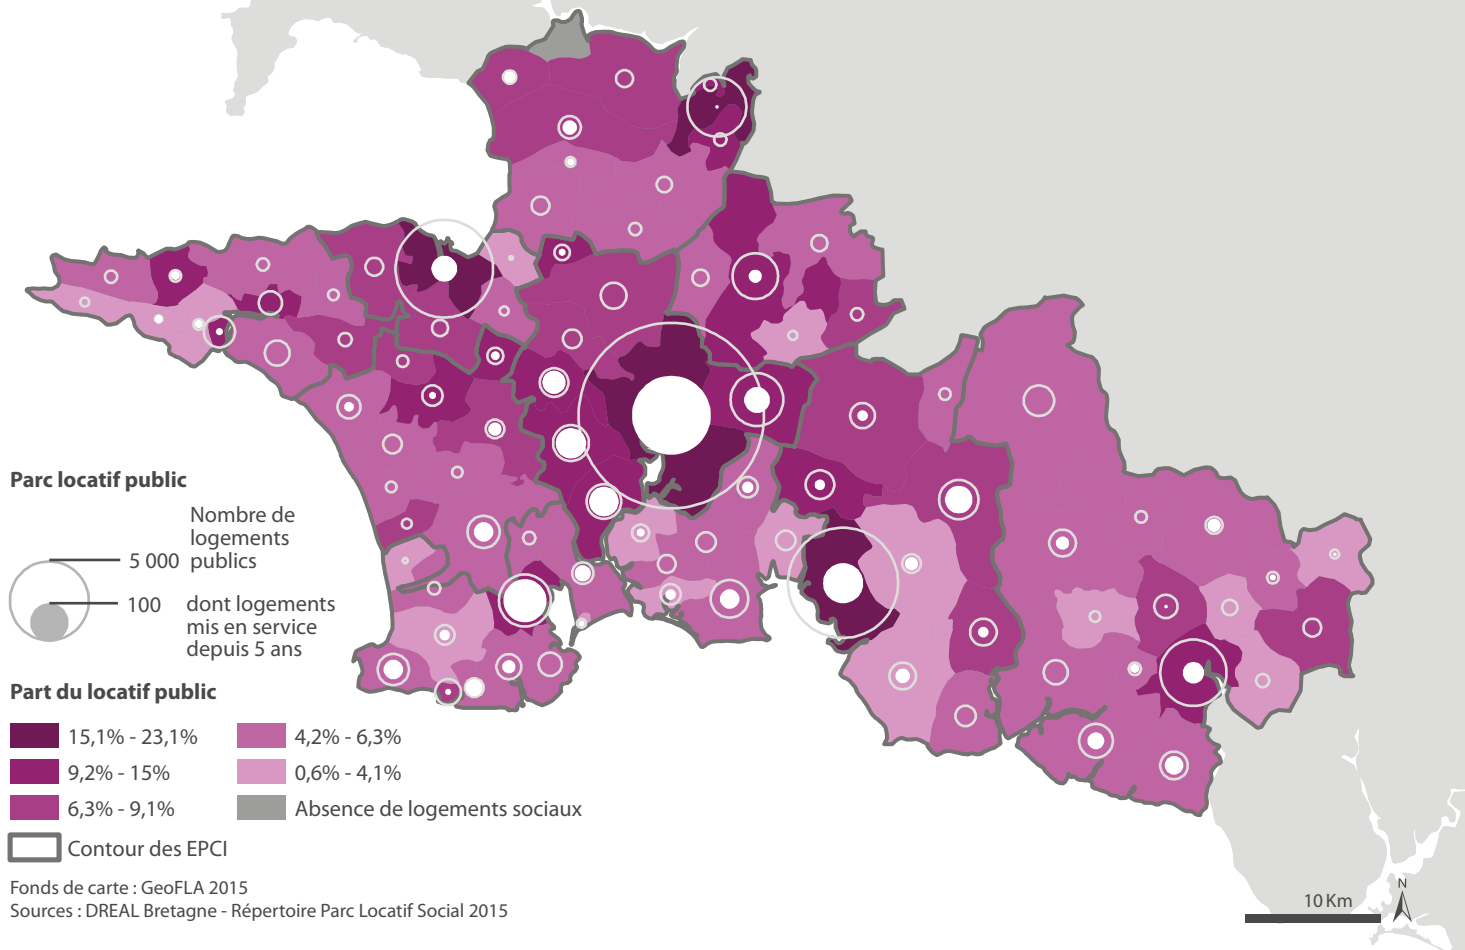 Parc locatif public
Nombre de
logements
publics
5 000
100
dont logements
mis en service
depuis 5 ans
Part du locatif public
15,1% - 23,1%
9,2% - 15%
6,3% - 9,1%
4,2% - 6,3%
0,6% - 4,1%
Absence de logements sociaux
Contour des EPCI
Fonds de carte : GeoFLA 2015
Sources : DREAL Bretagne - Répertoire Parc Locatif Social 2015
10 Km
N